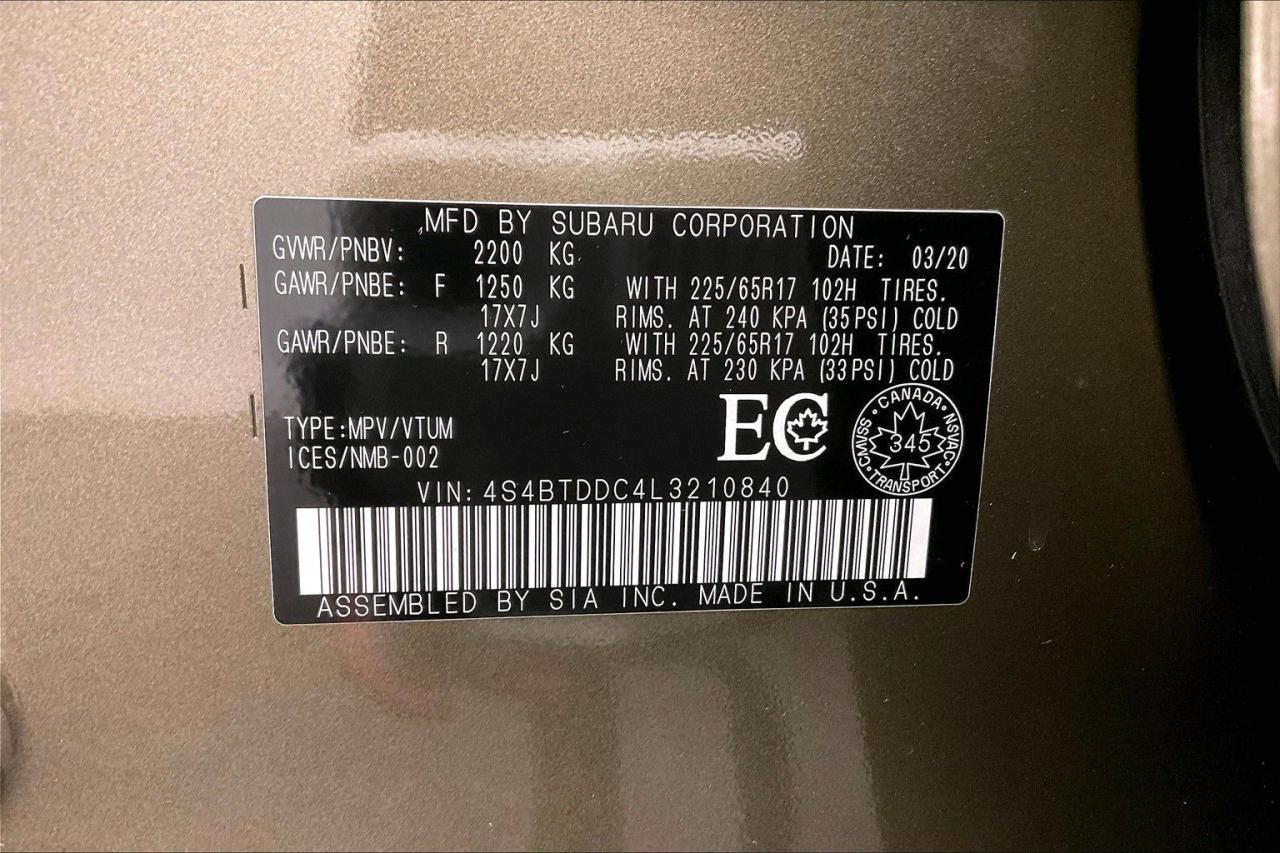 MFD BY SUBARU CORPORATION
GVWR/PNBV: 2200 KG DATE: 03/20
GAWR/PNBE: F 1250 KG WITH 225/65R17 102H TIRES.
17X7J RIMS. AT 240 KPA (35PSI) COLD
GAWR/PNBE: R 1220 KG WITH 225/65R17 102H TIRES.
17X7J RIMS. AT 230 KPA (33PSI) COLD
EC
CANADA
CMVSS 345 NSVAC
TRANSPORT
TYPE:MPV/VTUM
ICES/NMB-002
VIN: 4S4BTDDC4L3210840
ASSEMBLED BY SIA INC. MADE IN U.S.A.